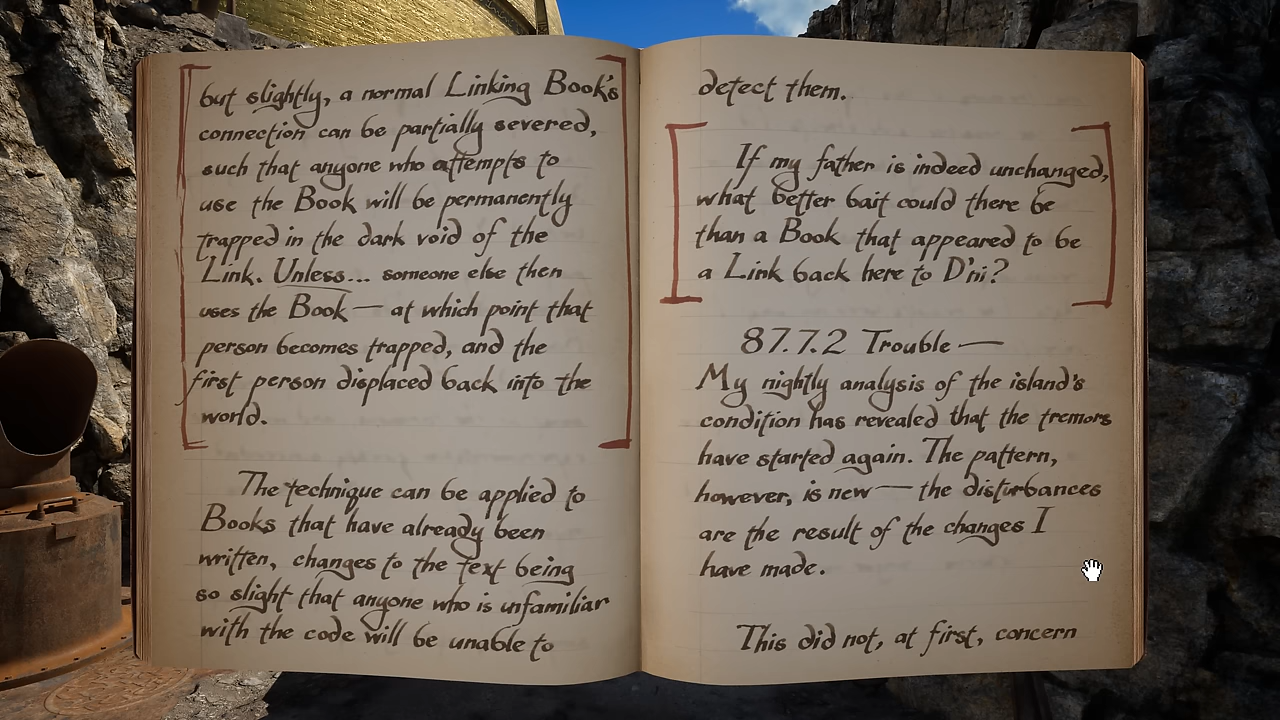 but slightly, a normal Linking Book's
connection can be partially severed,
such that anyone who attempts to
use the Book will be permanently
trapped in the dark void of the
Link. Unless... someone else then
uses the Book — at which point that
person becomes trapped, and the
first person displaced back into the
world.
The technique can be applied to
Books that have already been
written, changes to the text being
so slight that anyone who is unfamiliar
with the code will be unable to
detect them.
If my father is indeed unchanged,
what better bait could there be
than a Book that appeared to be
a Link back here to D'ni?
87.7.2 Trouble —
My nightly analysis of the island's
condition has revealed that the tremors
have started again. The pattern,
however, is new — the disturbances
are the result of the changes I
have made.
This did not, at first, concern